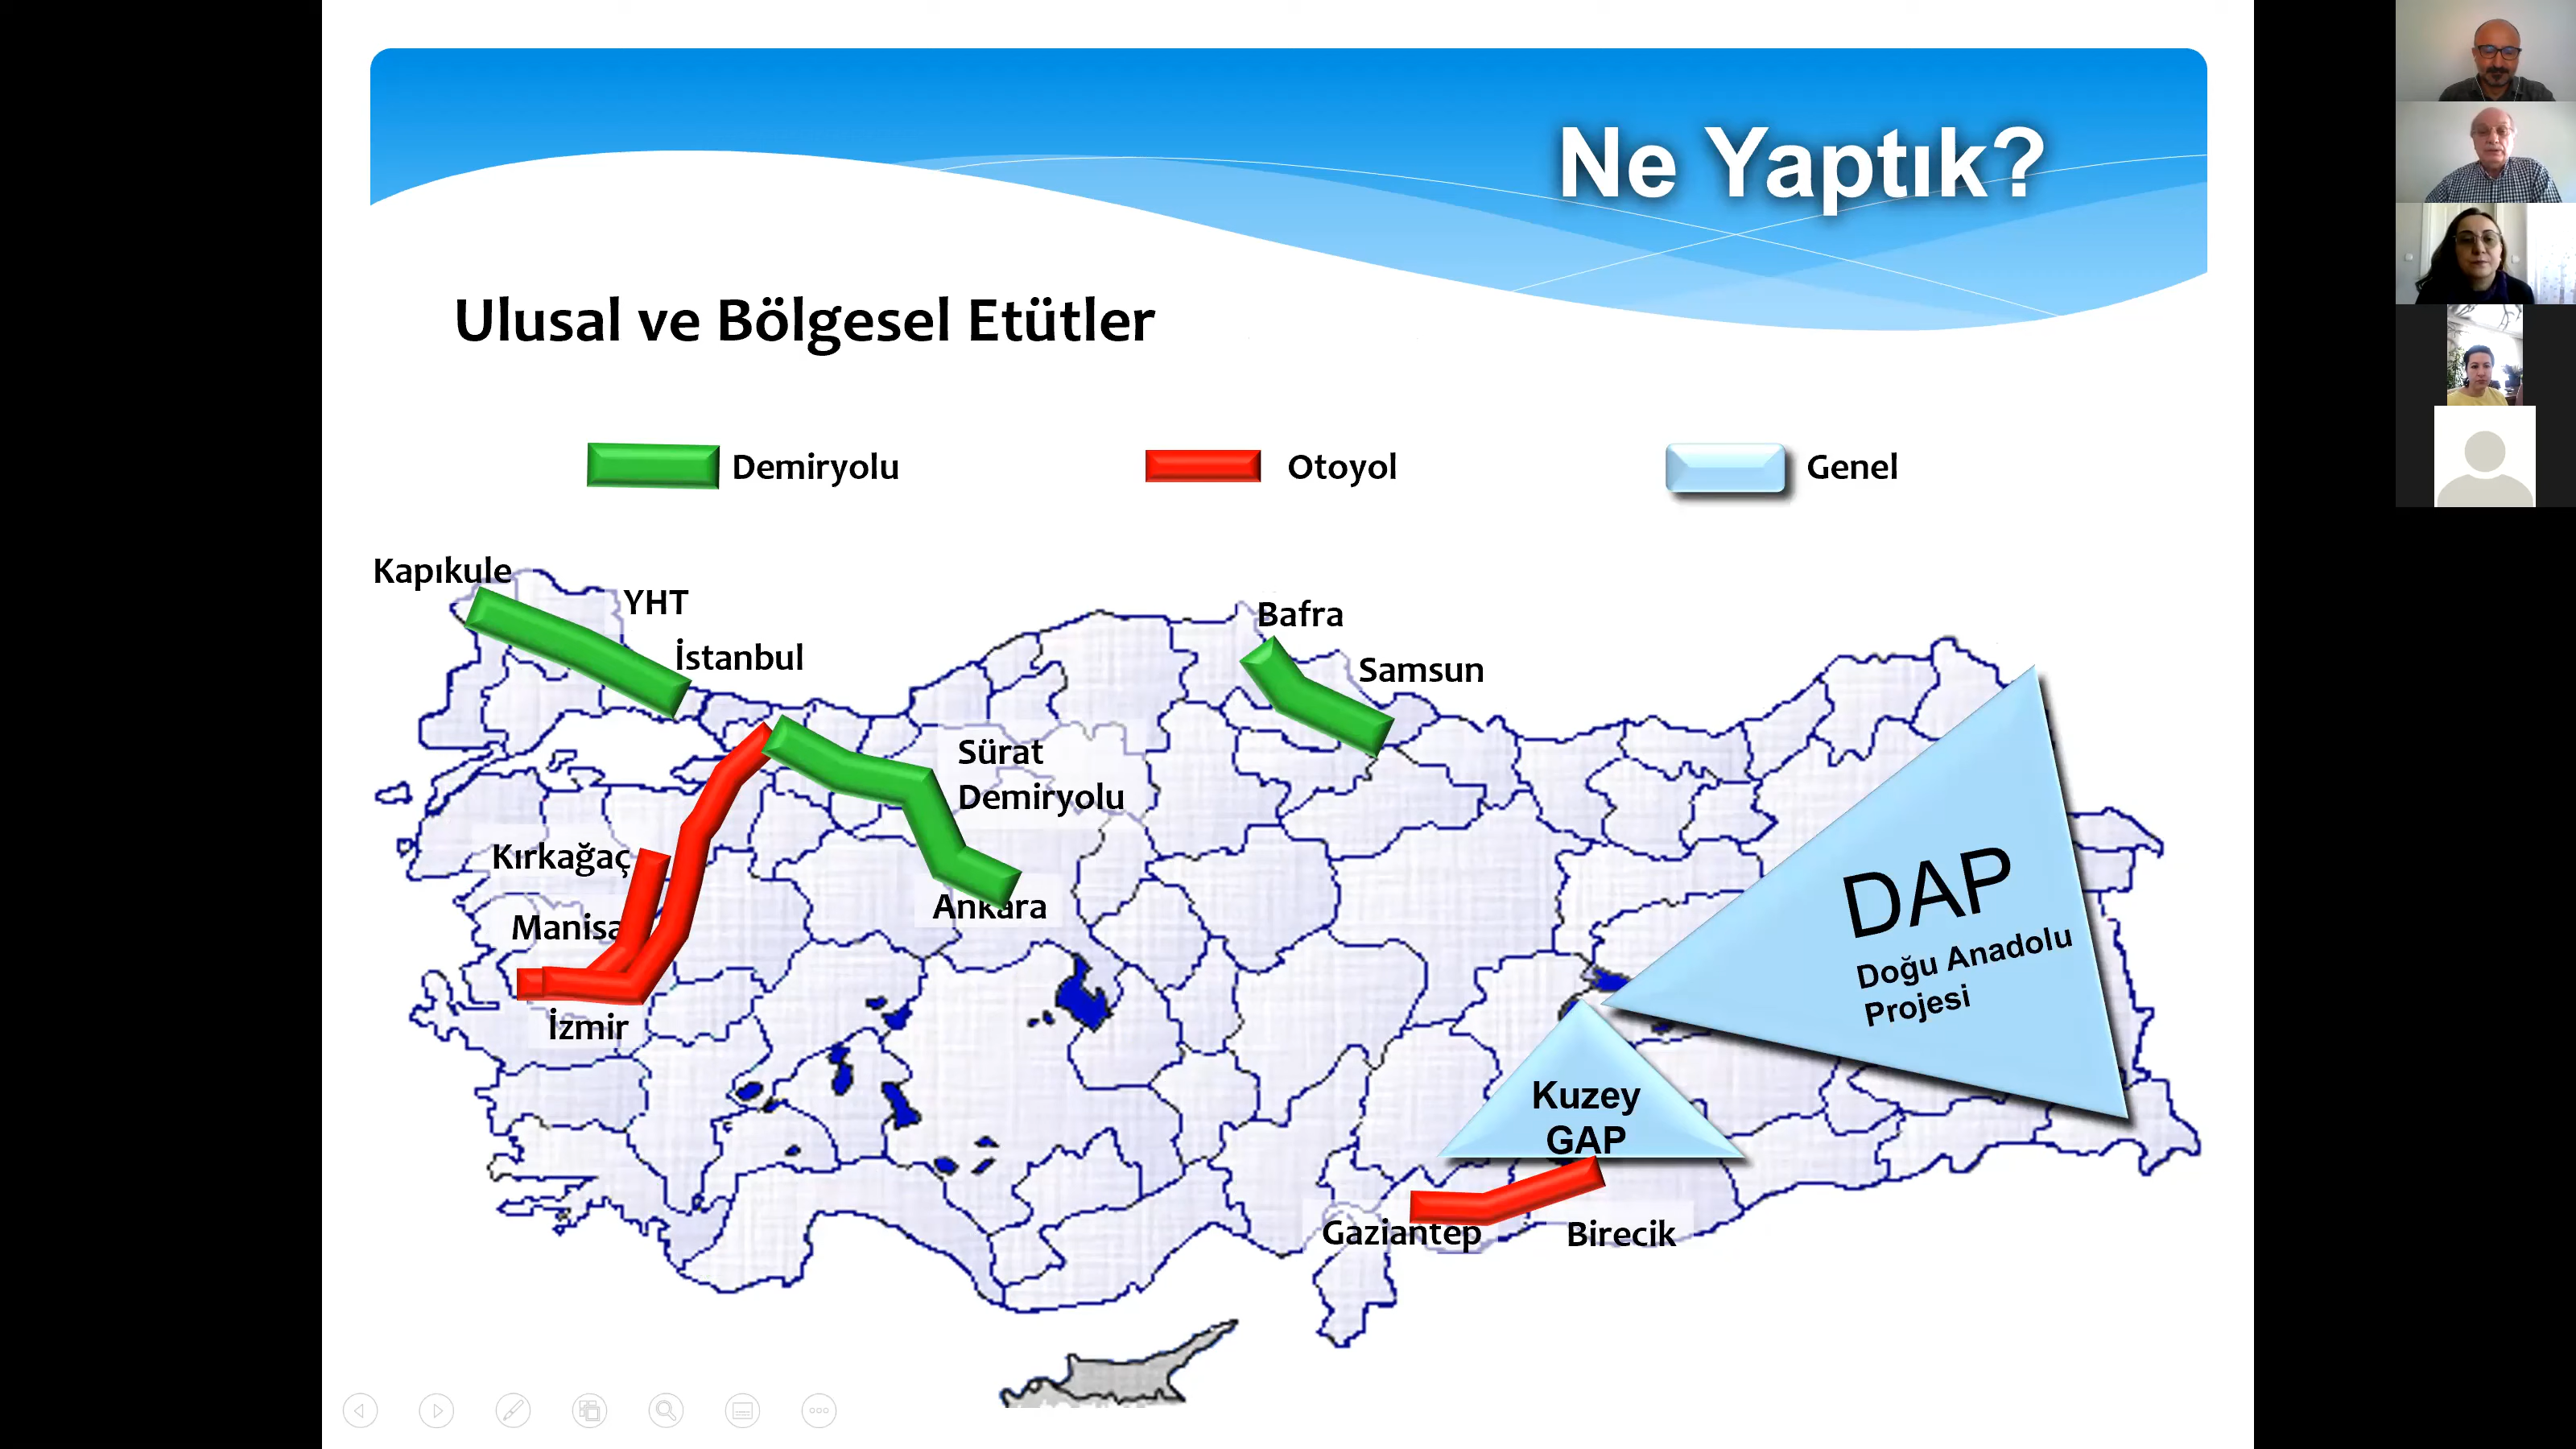 Ne Yaptık?
Ulusal ve Bölgesel Etütler
Demiryolu
Otoyol
Genel
Kapıkule
YHT
İstanbul
Bafra
Samsun
Sürat
Demiryolu
Kırkağaç
Ankara
Manisa
İzmir
DAP
Doğu Anadolu
Projesi
Kuzey
GAP
Gaziantep
Birecik